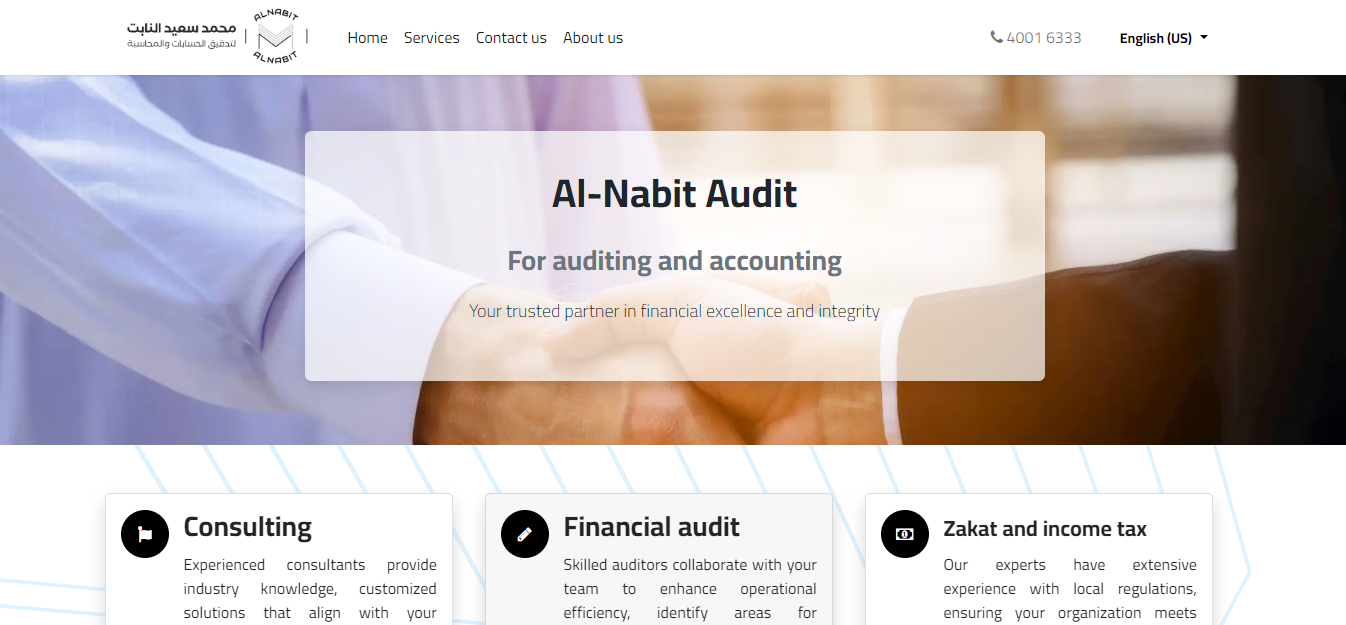 محمد سعيد النابت
لتدقيق الحسابات والمحاسبة
ALNABIT
ALNABIT
Home Services Contact us About us
4001 6333
English (US)
Al-Nabit Audit
For auditing and accounting
Your trusted partner in financial excellence and integrity
Consulting
Experienced consultants provide
industry knowledge, customized
solutions that align with your
Financial audit
Skilled auditors collaborate with your
team to enhance operational
efficiency, identify areas for
Zakat and income tax
Our experts have extensive
experience with local regulations,
ensuring your organization meets